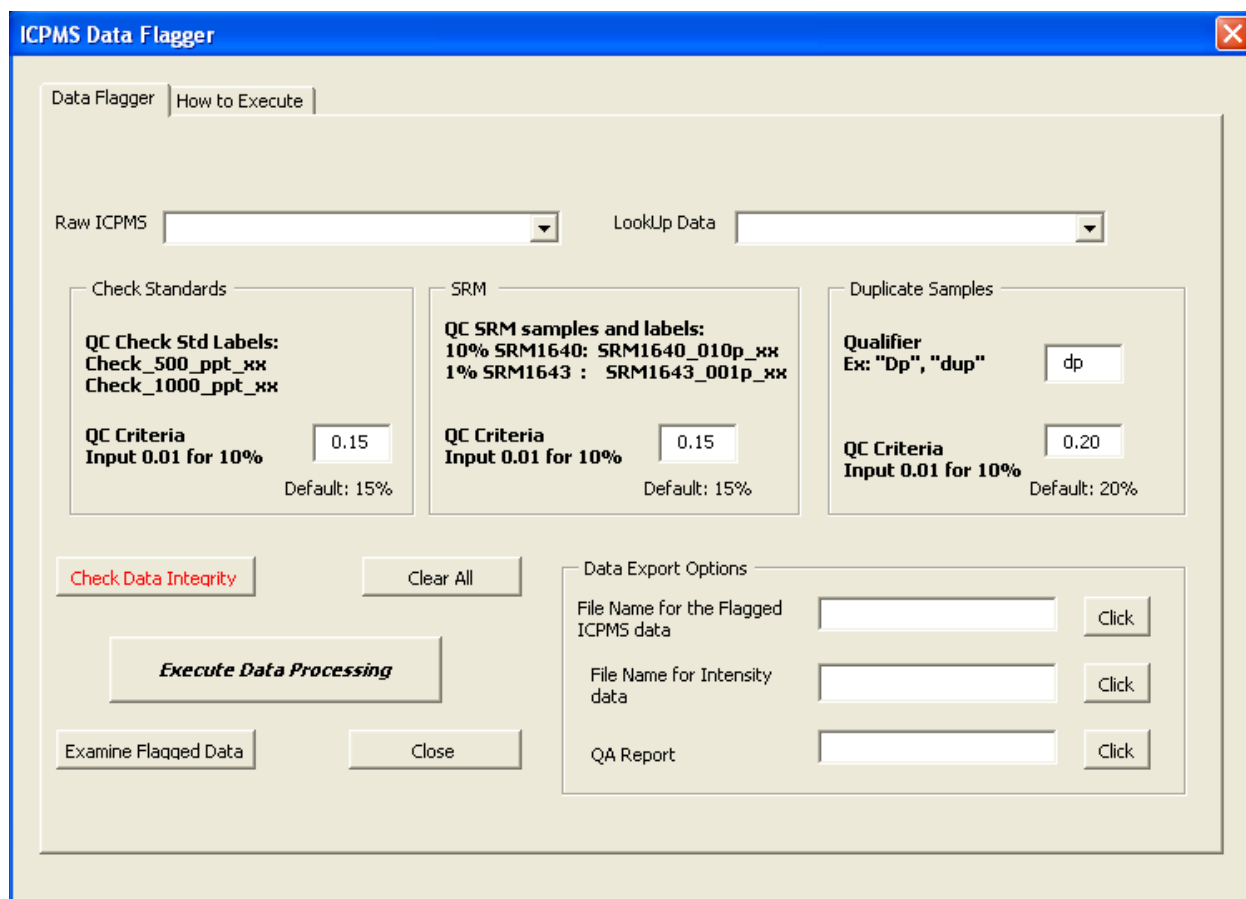 ICPMS Data Flagger
Data Flagger
How to Execute
Raw ICPMS
LookUp Data
Check Standards
QC Check Std Labels:
Check_500_ppt_xx
Check_1000_ppt_xx
QC Criteria
Input 0.01 for 10%
0.15
Default: 15%
SRM
QC SRM samples and labels:
10% SRM1640: SRM1640_010p_xx
1% SRM1643 : SRM1643_001p_xx
QC Criteria
Input 0.01 for 10%
0.15
Default: 15%
Duplicate Samples
Qualifier
Ex: "Dp", "dup"
dp
QC Criteria
Input 0.01 for 10%
0.20
Default: 20%
Check Data Integrity
Clear All
Execute Data Processing
Examine Flagged Data
Close
Data Export Options
File Name for the Flagged
ICPMS data
Click
File Name for Intensity
data
Click
QA Report
Click